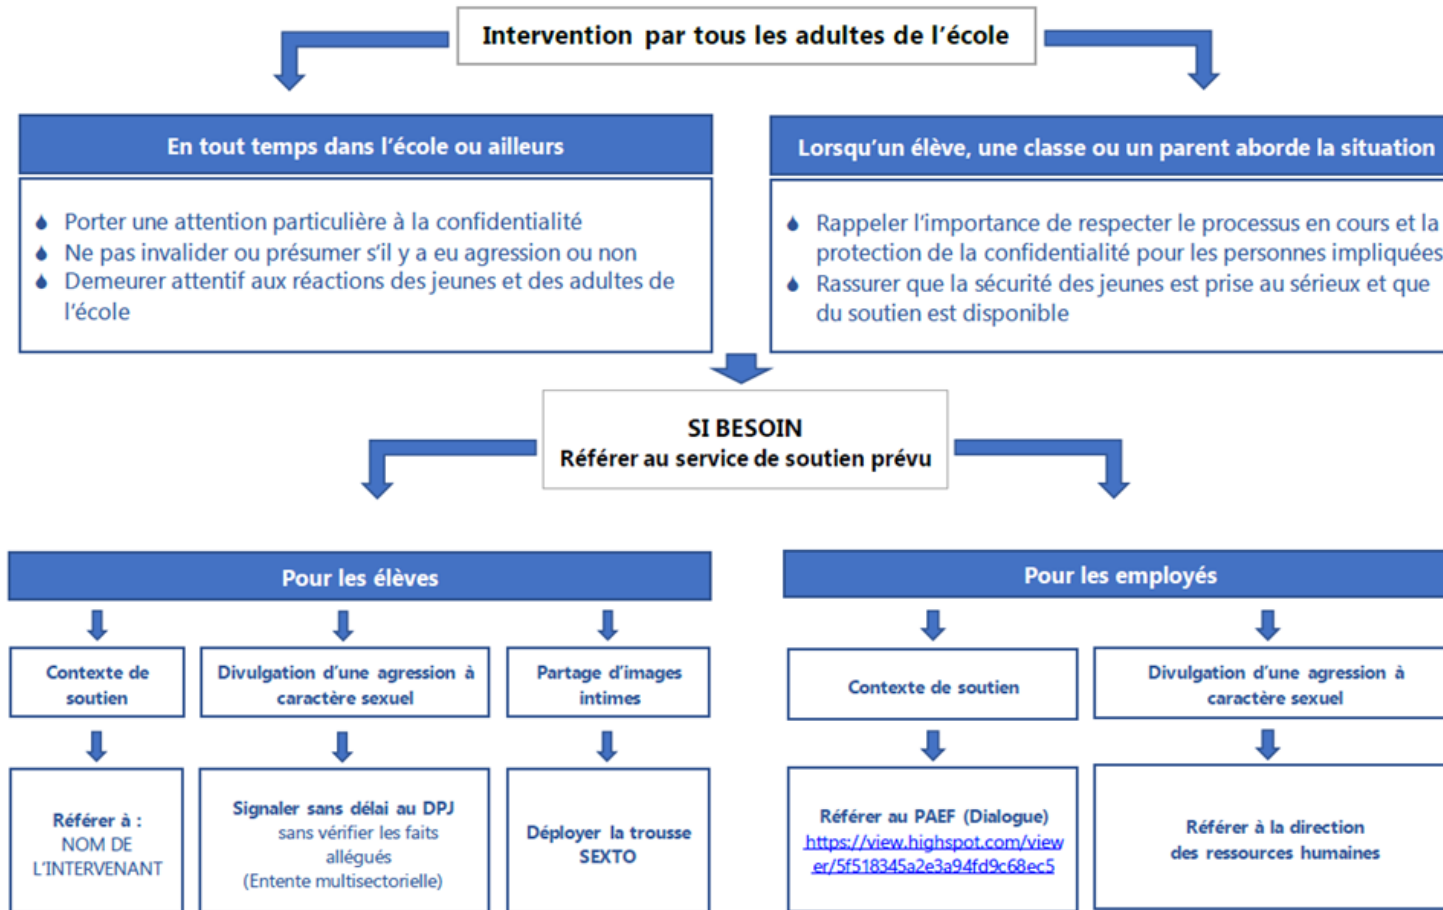 Intervention par tous les adultes de l'école
En tout temps dans l'école ou ailleurs
Porter une attention particulière à la confidentialité
Ne pas invalider ou présumer s'il y a eu agression ou non
Demeurer attentif aux réactions des jeunes et des adultes de
l'école
Lorsqu'un élève, une classe ou un parent aborde la situation
Rappeler l'importance de respecter le processus en cours et la
protection de la confidentialité pour les personnes impliquées
Rassurer que la sécurité des jeunes est prise au sérieux et que
du soutien est disponible
SI BESOIN
Référer au service de soutien prévu
Pour les élèves
Contexte de
soutien
Référer à :
NOM DE
L'INTERVENANT
Divulgation d'une agression à
caractère sexuel
Signaler sans délai au DPJ
sans vérifier les faits
allégués
(Entente multisectorielle)
Partage d'images
intimes
Déployer la trousse
SEXTO
Pour les employés
Contexte de soutien
Référer au PAEF (Dialogue)
https://view.highspot.com/view
er/5f518345a2e3a94fd9c68ec5
Divulgation d'une agression à
caractère sexuel
Référer à la direction
des ressources humaines